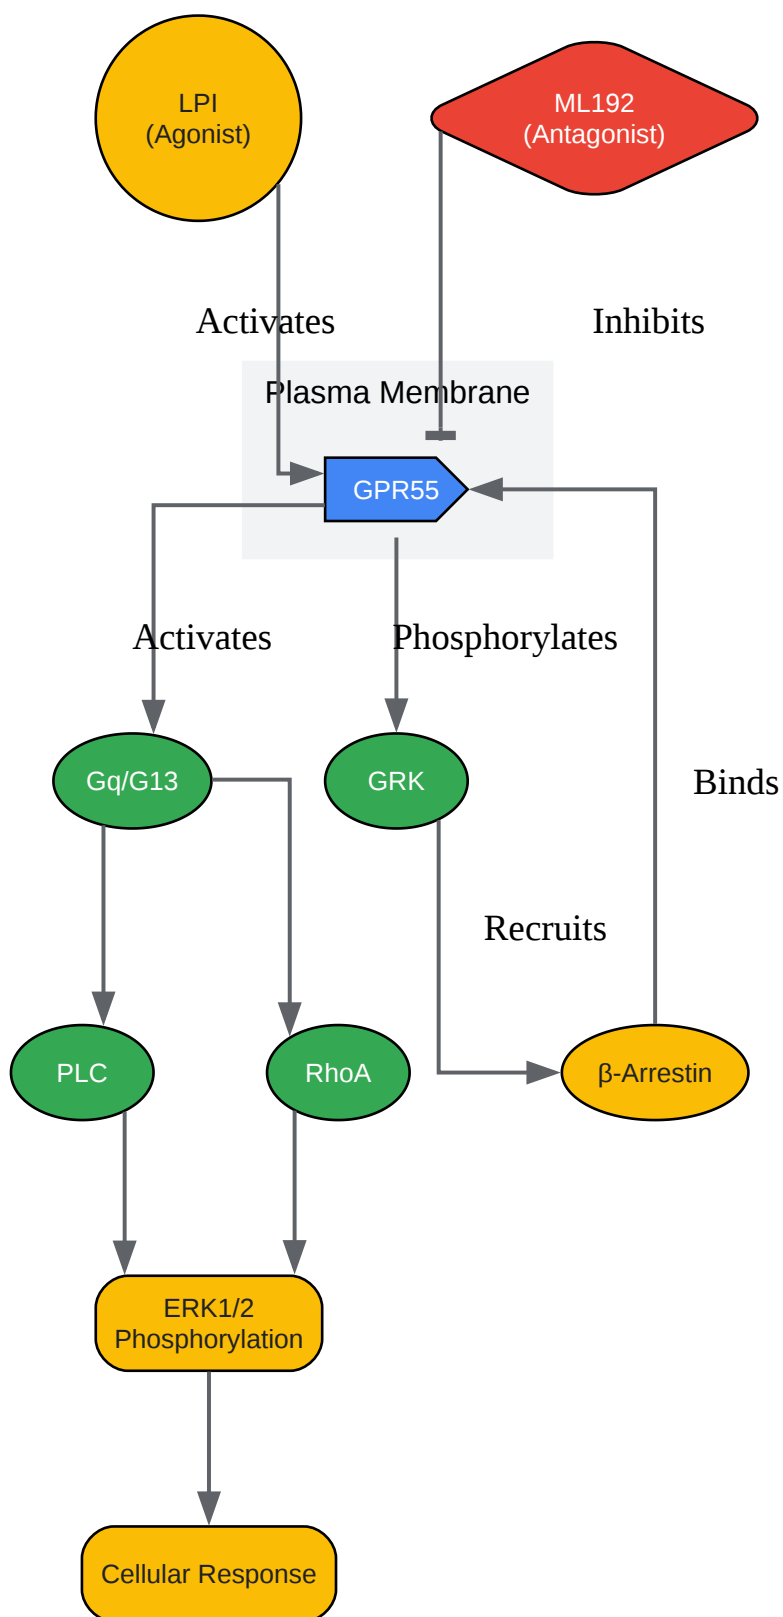 LPI
(Agonist)
ML192
(Antagonist)
Activates
Inhibits
Plasma Membrane
GPR55
Activates
Phosphorylates
Gq/G13
GRK
Binds
Recruits
PLC
RhoA
β-Arrestin
ERK1/2
Phosphorylation
Cellular Response